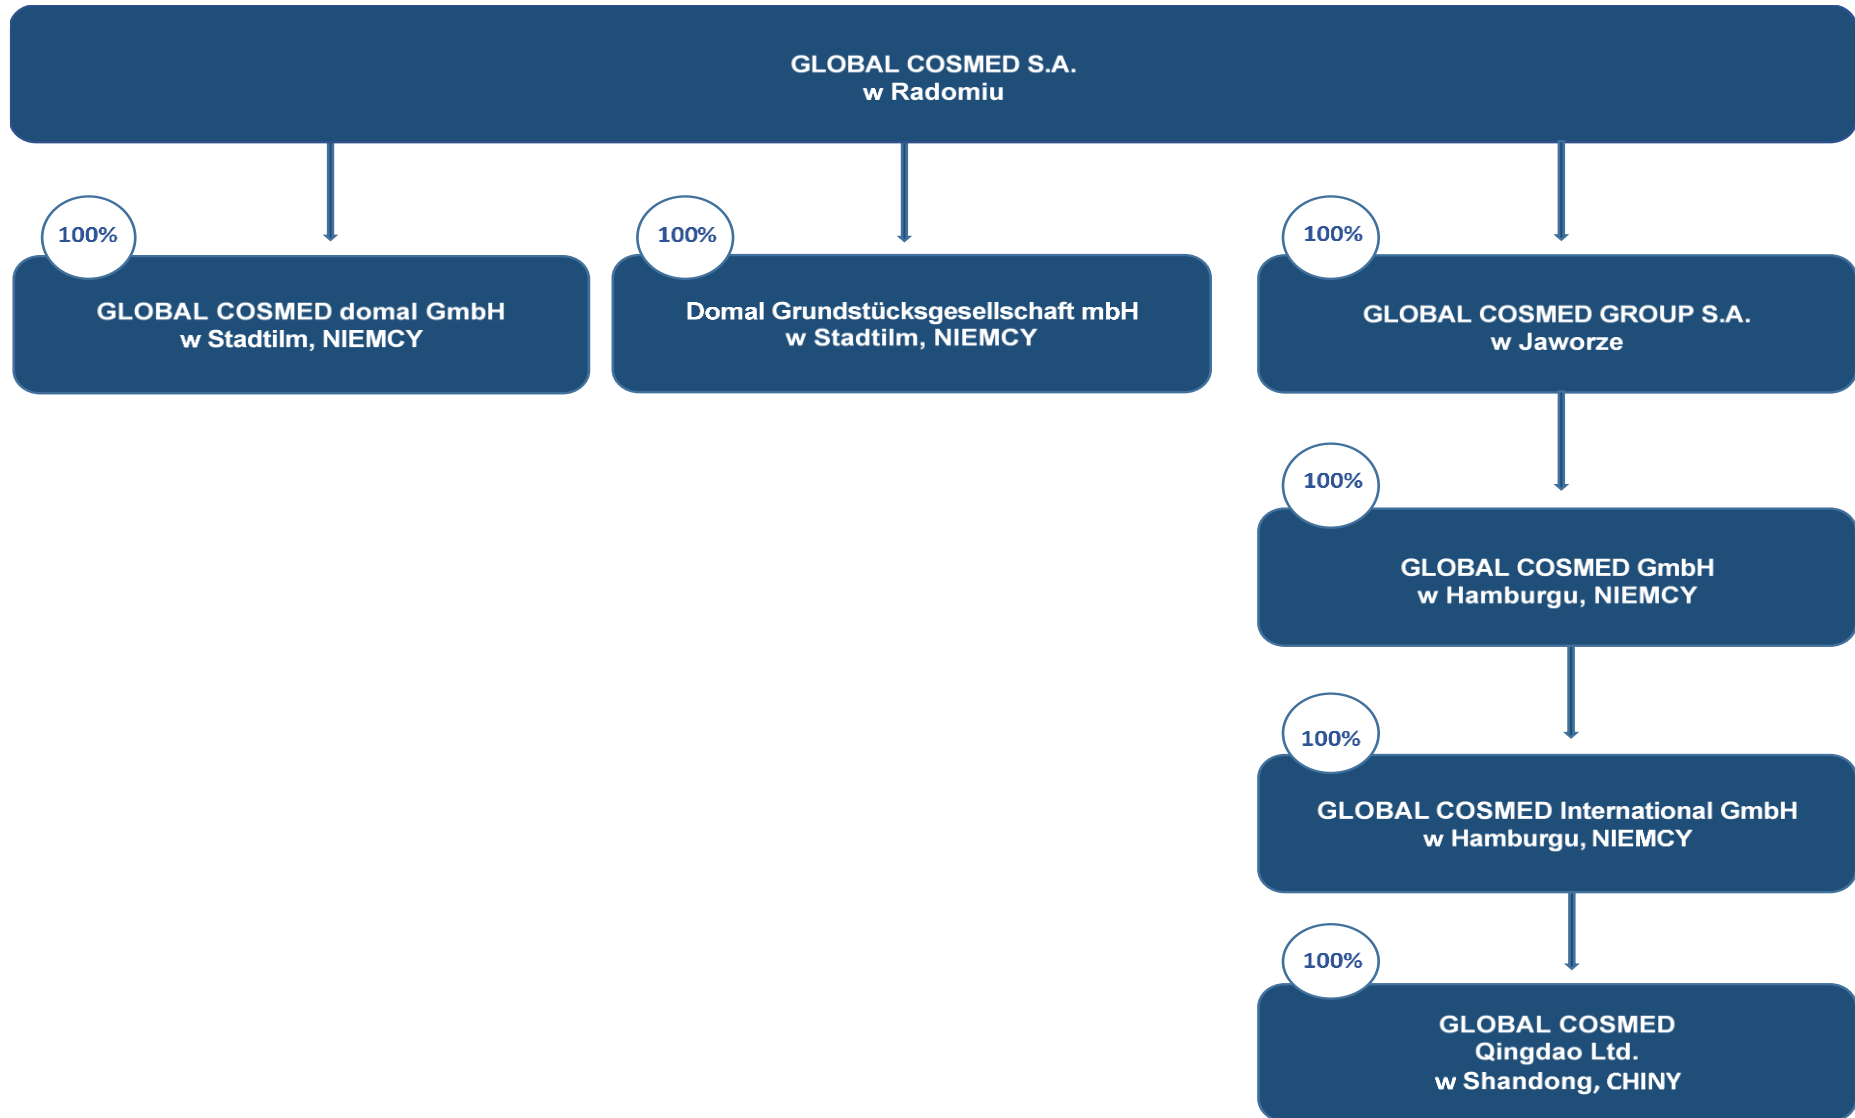 GLOBAL COSMED S.A.
w Radomiu
100%
GLOBAL COSMED domal GmbH
w Stadtilm, NIEMCY
100%
Domal Grundstücksgesellschaft mbH
w Stadtilm, NIEMCY
100%
GLOBAL COSMED GROUP S.A.
w Jaworze
100%
GLOBAL COSMED GmbH
w Hamburgu, NIEMCY
100%
GLOBAL COSMED International GmbH
w Hamburgu, NIEMCY
100%
GLOBAL COSMED
Qingdao Ltd.
w Shandong, CHINY